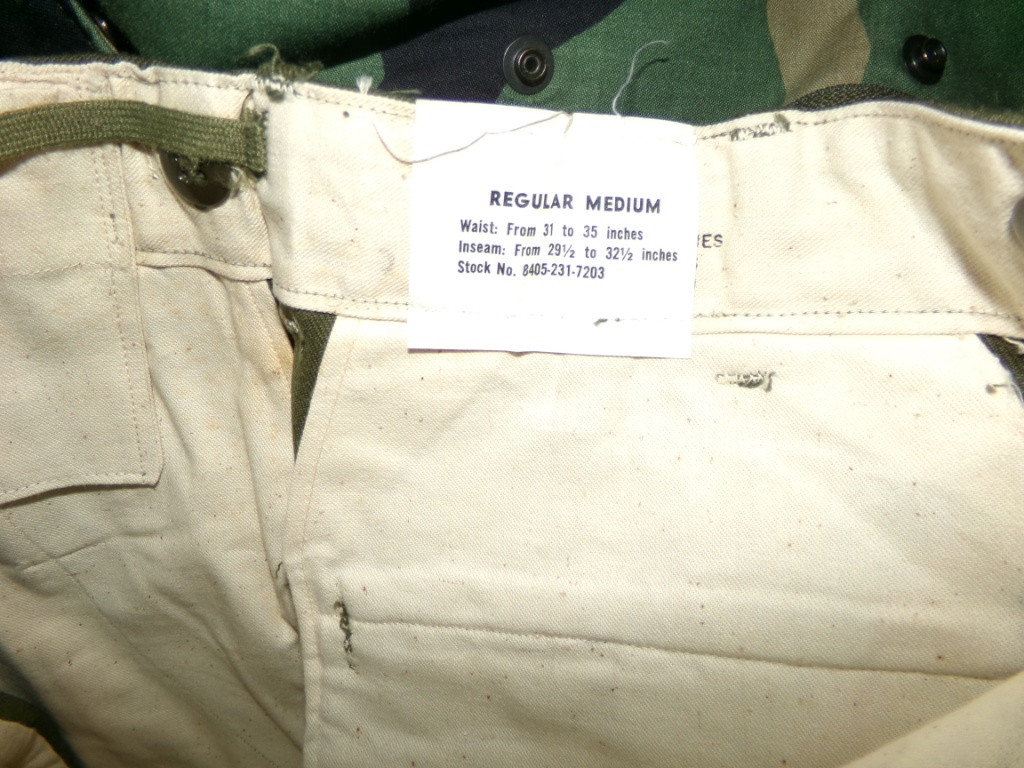 REGULAR MEDIUM
Waist: From 31 to 35 inches
Inseam: From 29½ to 32½ inches
Stock No. 8405-231-7203